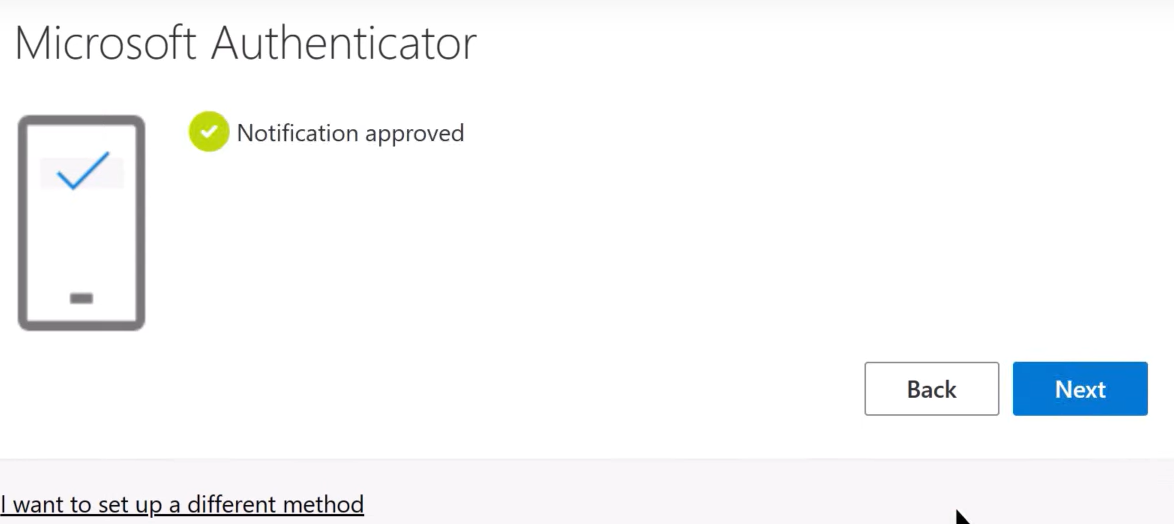 Microsoft Authenticator
Notification approved
Back
Next
I want to set up a different method